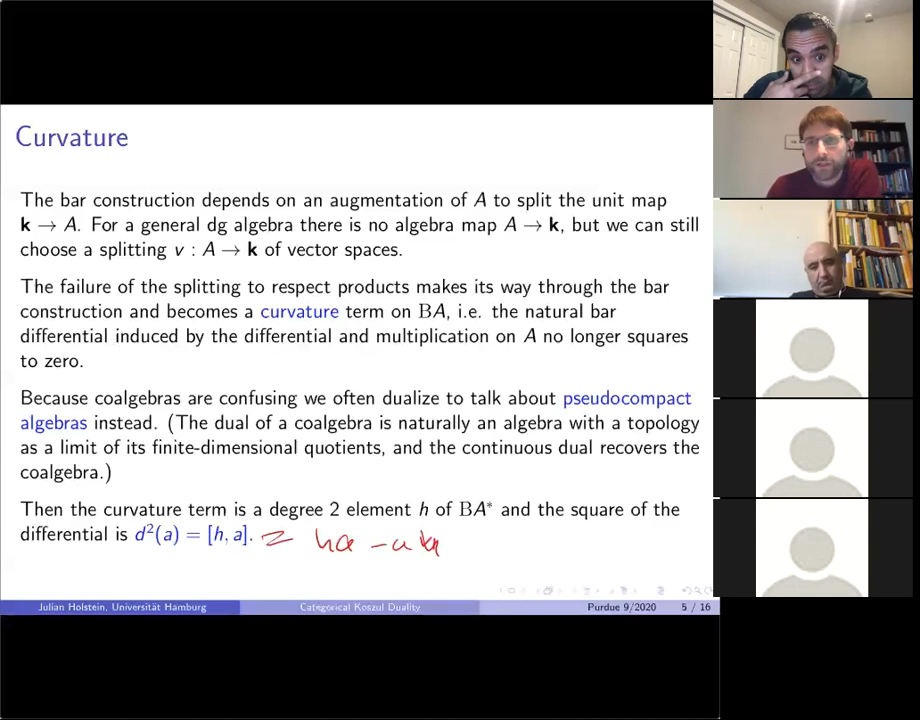 Curvature
The bar construction depends on an augmentation of A to split the unit map
k → A. For a general dg algebra there is no algebra map A → k, but we can still
choose a splitting v : A → k of vector spaces.
The failure of the splitting to respect products makes its way through the bar
construction and becomes a curvature term on BA, i.e. the natural bar
differential induced by the differential and multiplication on A no longer squares
to zero.
Because coalgebras are confusing we often dualize to talk about pseudocompact
algebras instead. (The dual of a coalgebra is naturally an algebra with a topology
as a limit of its finite-dimensional quotients, and the continuous dual recovers the
coalgebra.)
Then the curvature term is a degree 2 element h of BA* and the square of the
differential is d²(a) = [h, a]. = ha - a
Julian Holstein, Universität Hamburg Categorical Koszul Duality Purdue 9/2020 5 / 16